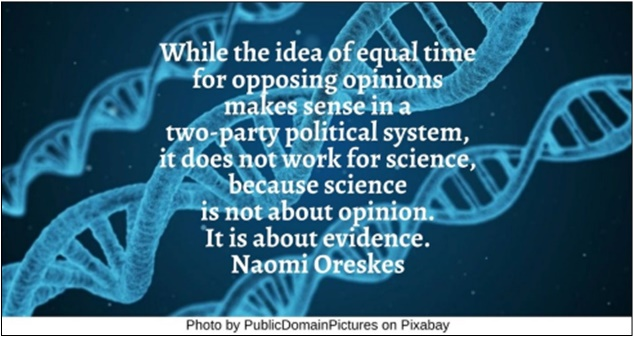 While the idea of equal time
for opposing opinions
makes sense in a
two-party political system,
it does not work for science,
because science
is not about opinion.
It is about evidence.
Naomi Oreskes
Photo by PublicDomainPictures on Pixabay